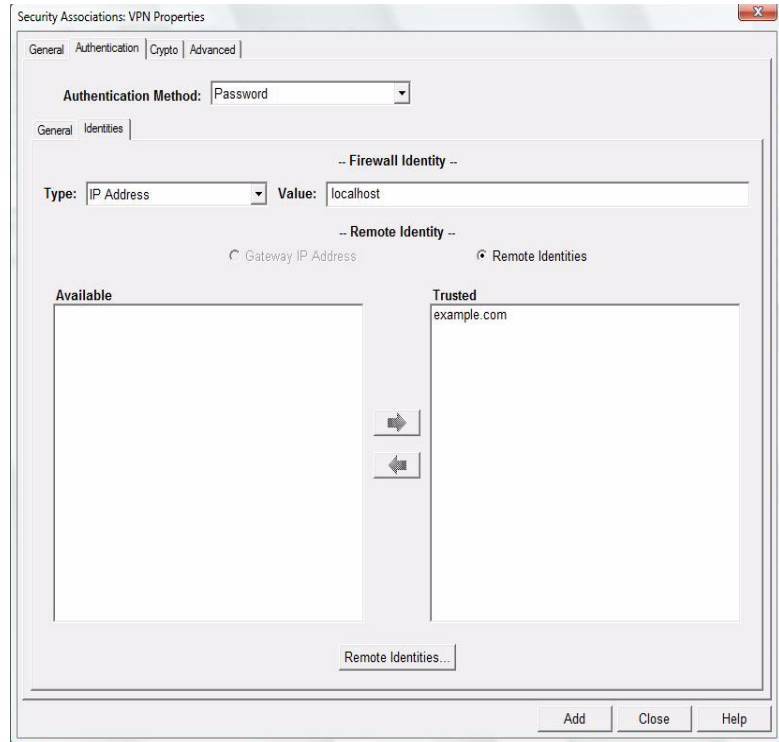 Security Associations: VPN Properties
General Authentication Crypto Advanced
Authentication Method: Password
General Identities
-- Firewall Identity --
Type: IP Address Value: localhost
-- Remote Identity --
Gateway IP Address Remote Identities
Available Trusted
example.com
Remote Identities...
Add Close Help